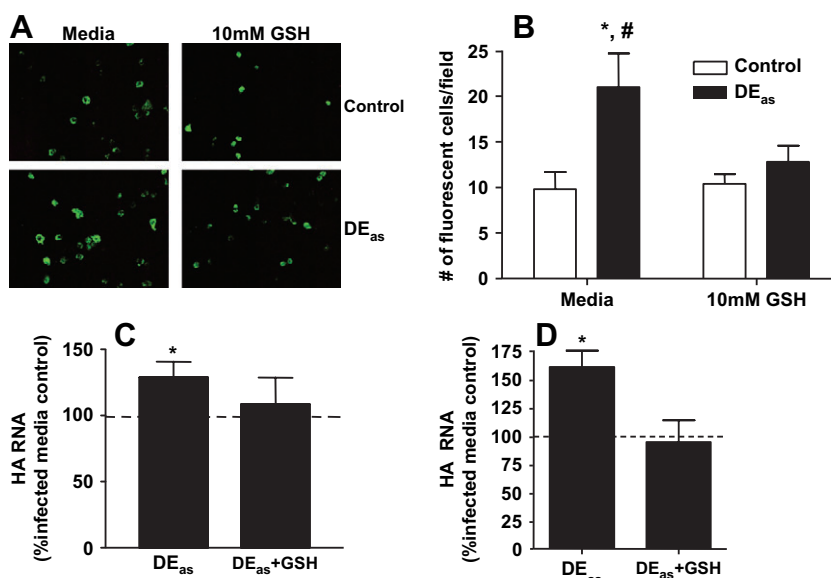 A
Media
10mM GSH
Control
DEas
B
*, #
Control
DEas
# of fluorescent cells/field
25
20
15
10
5
0
Media
10mM GSH
C
*
HA RNA
(%infected media control)
150
100
50
0
DEas
DEas+GSH
D
*
HA RNA
(%infected media control)
175
150
125
100
75
50
25
0
DEas
DEas+GSH